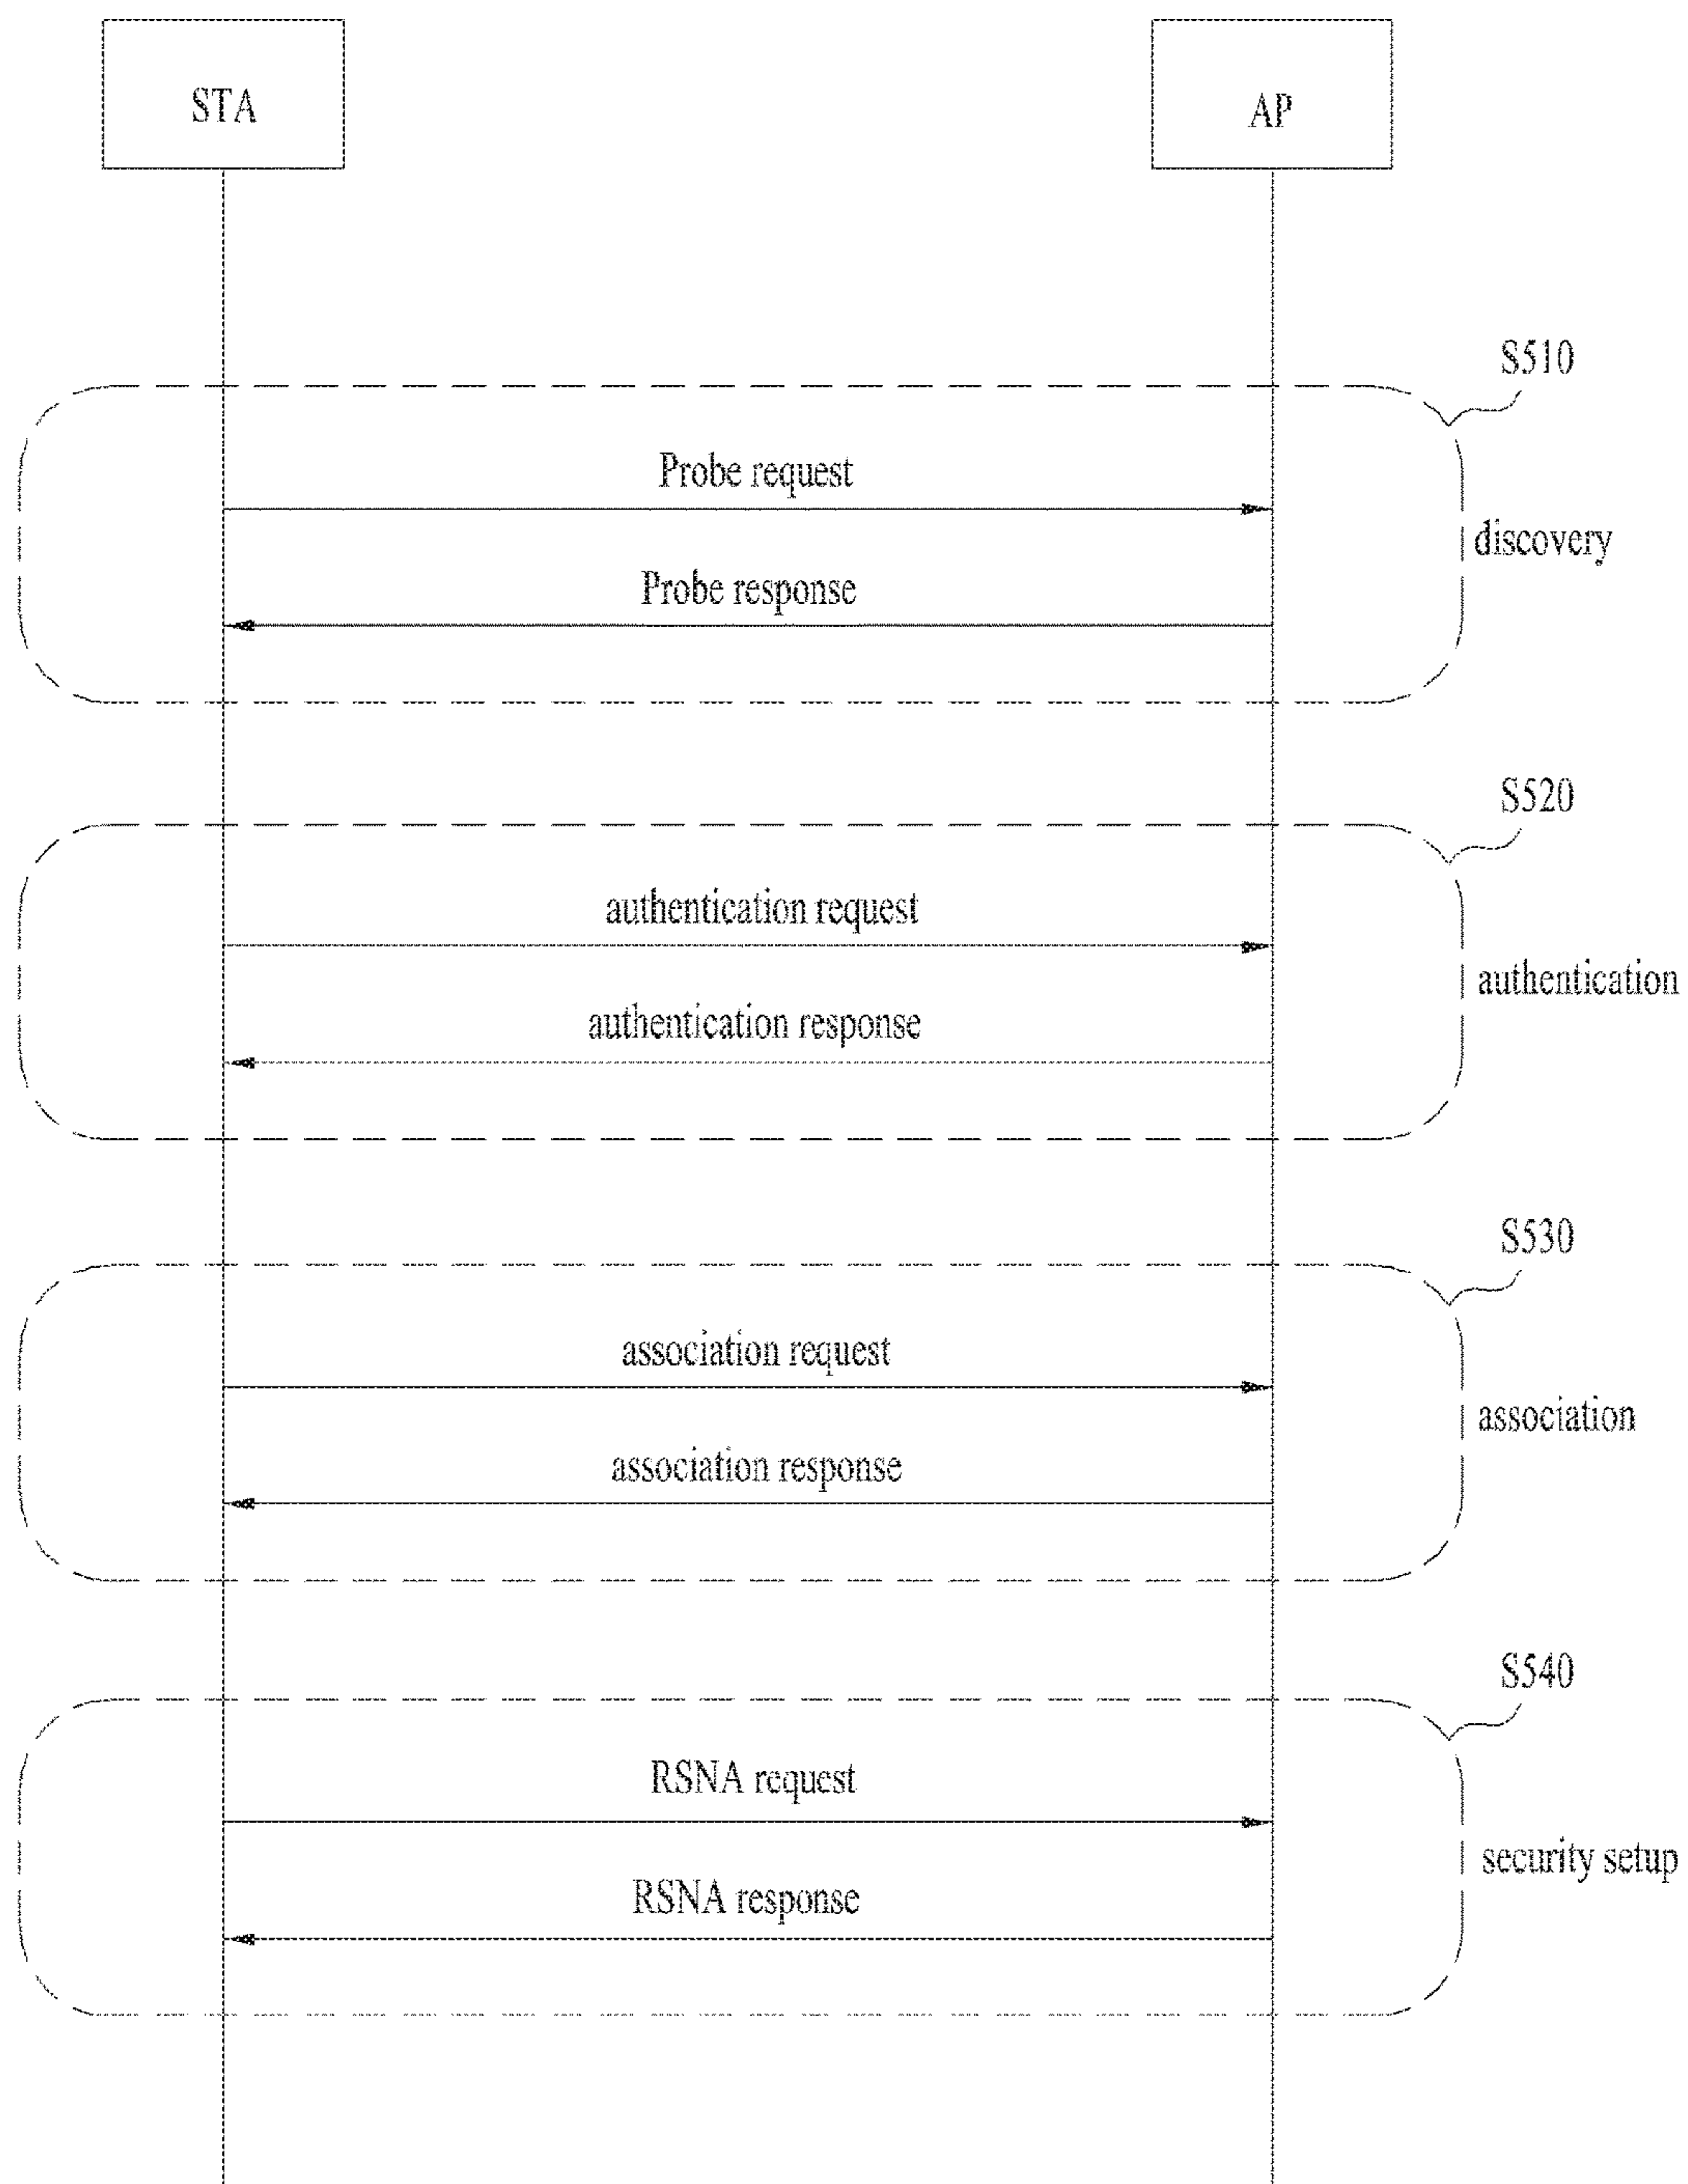 STA
AP
S510
Probe request
discovery
Probe response
S520
authentication request
authentication
authentication response
S530
association request
association
association response
S540
RSNA request
security setup
RSNA response